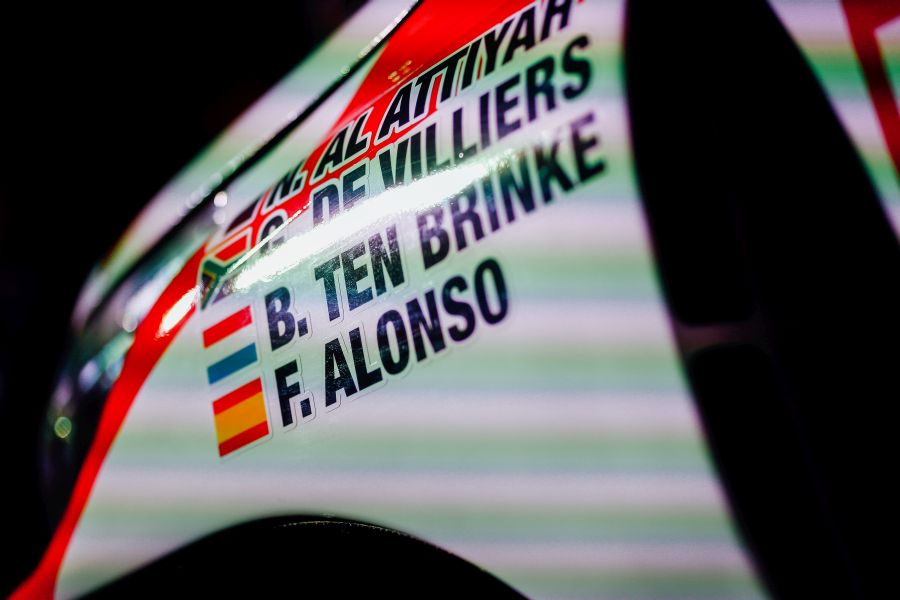 N. AL ATTIYAH
G. DE VILLIERS
B. TEN BRINKE
F. ALONSO